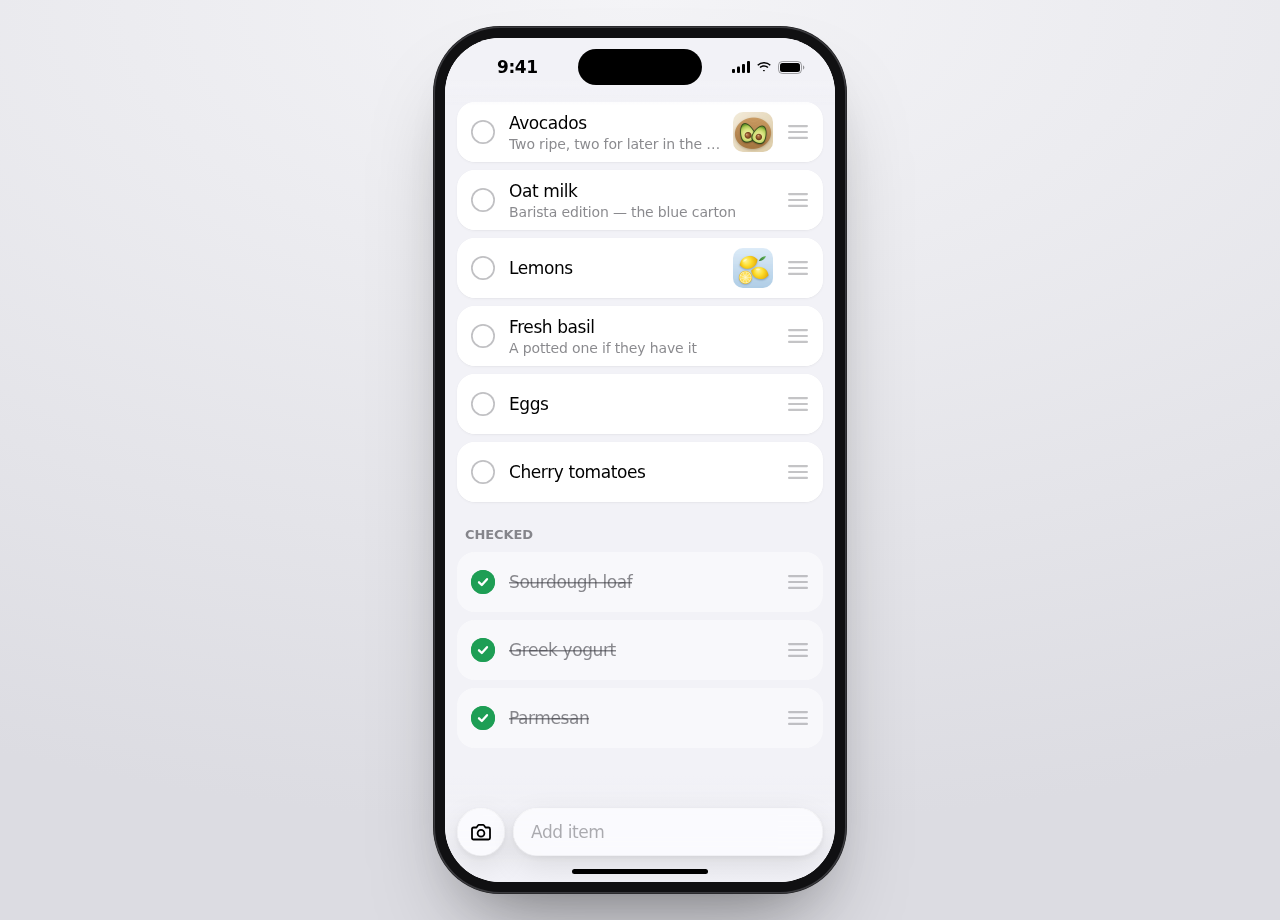 9:41
Avocados
Two ripe, two for later in the …
Oat milk
Barista edition — the blue carton
Lemons
Fresh basil
A potted one if they have it
Eggs
Cherry tomatoes
CHECKED
Sourdough loaf
Greek yogurt
Parmesan
Add item